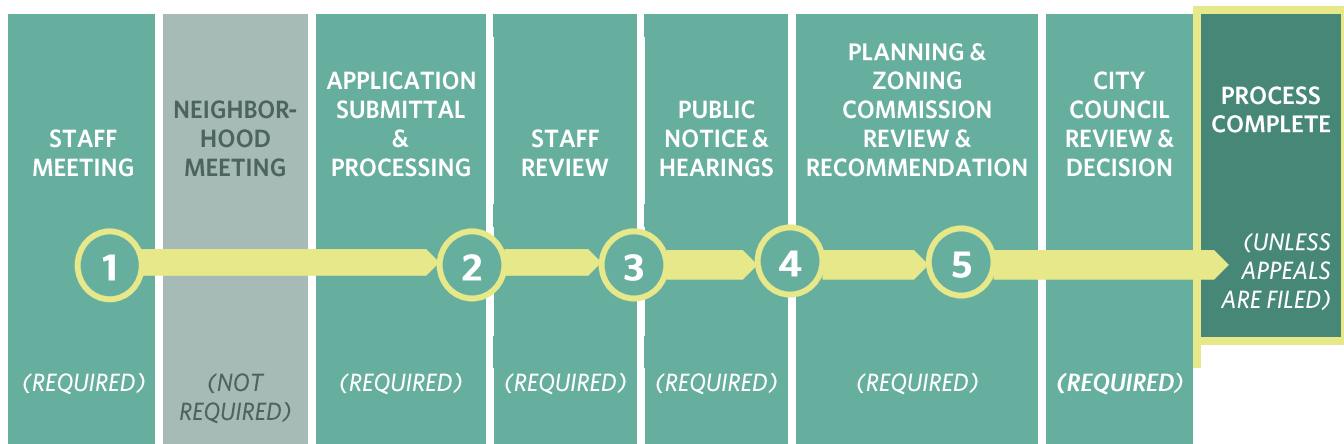 STAFF
MEETING
(REQUIRED)
NEIGHBOR-
HOOD
MEETING
(NOT
REQUIRED)
APPLICATION
SUBMITTAL
&
PROCESSING
(REQUIRED)
STAFF
REVIEW
(REQUIRED)
PUBLIC
NOTICE &
HEARINGS
(REQUIRED)
PLANNING &
ZONING
COMMISSION
REVIEW &
RECOMMENDATION
(REQUIRED)
CITY
COUNCIL
REVIEW &
DECISION
(REQUIRED)
PROCESS
COMPLETE
(UNLESS
APPEALS
ARE FILED)
1
2
3
4
5